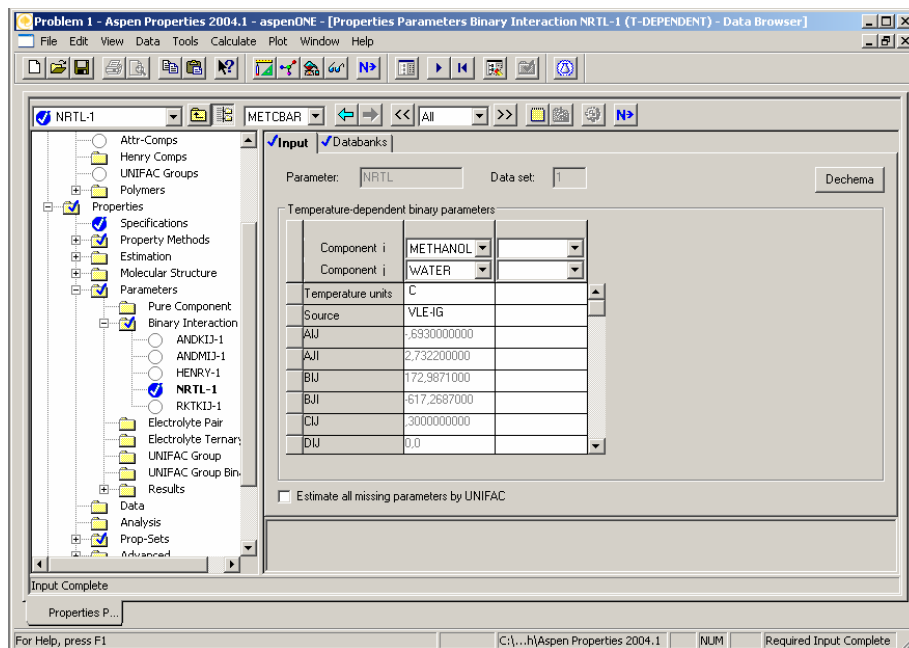 Problem 1 - Aspen Properties 2004.1 - aspenONE - [Properties Parameters Binary Interaction NRTL-1 (T-DEPENDENT) - Data Browser]
File Edit View Data Tools Calculate Plot Window Help
N>
NRTL-1 METCBAR << All >> N>
Attr-Comps
Henry Comps
UNIFAC Groups
Polymers
Properties
Specifications
Property Methods
Estimation
Molecular Structure
Parameters
Pure Component
Binary Interaction
ANDKIJ-1
ANDMIJ-1
HENRY-1
NRTL-1
RKTKIJ-1
Electrolyte Pair
Electrolyte Ternary
UNIFAC Group
UNIFAC Group Bin
Results
Data
Analysis
Prop-Sets
Advanced
Input Databanks
Parameter: NRTL Data set: 1 Dechema
Temperature-dependent binary parameters
Component i METHANOL
Component j WATER
Temperature units C
Source VLE-IG
AIJ -,6930000000
AJI 2,732200000
BIJ 172,9871000
BJI -617,2687000
CIJ ,3000000000
DIJ 0,0
Estimate all missing parameters by UNIFAC
Input Complete
Properties P...
For Help, press F1 C:\...h\Aspen Properties 2004.1 NUM Required Input Complete